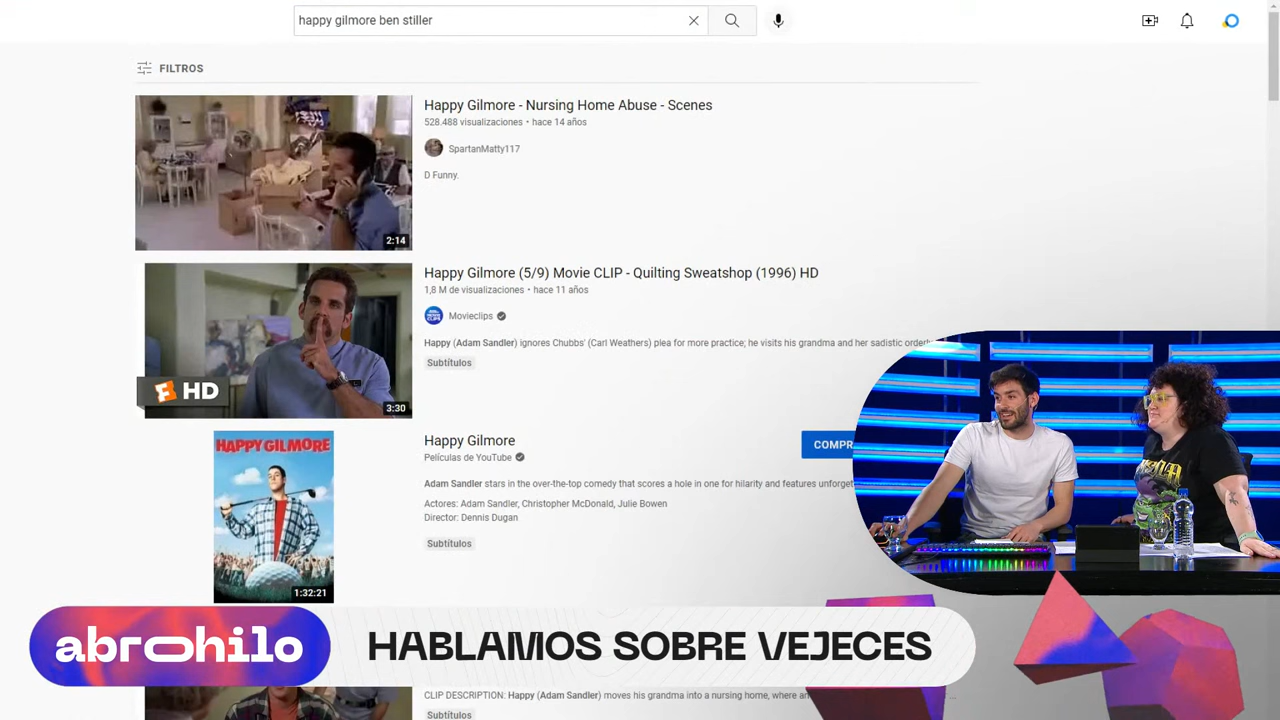 happy gilmore ben stiller
FILTROS
Happy Gilmore - Nursing Home Abuse - Scenes
528.488 visualizaciones • hace 14 años
SpartanMatty117
D Funny.
2:14
Happy Gilmore (5/9) Movie CLIP - Quilting Sweatshop (1996) HD
1,8 M de visualizaciones • hace 11 años
Movieclips
Happy (Adam Sandler) ignores Chubbs' (Carl Weathers) plea for more practice; he visits his grandma and her sadistic
Subtítulos
HD
3:30
Happy Gilmore
Películas de YouTube
COMPR
Adam Sandler stars in the over-the-top comedy that scores a hole in one for hilarity and features
Actores: Adam Sandler, Christopher McDonald, Julie Bowen
Director: Dennis Dugan
Subtítulos
HAPPY GILMORE
1:32:21
abrohilo
HABLAMOS SOBRE VEJECES
CLIP DESCRIPTION: Happy (Adam Sandler) moves his grandma into a nursing home, where
Subtítulos